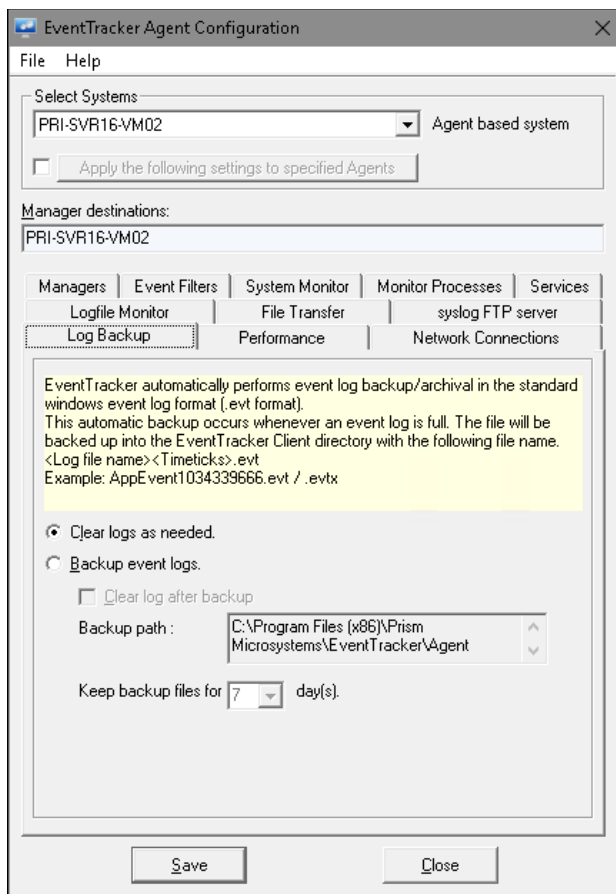 EventTracker Agent Configuration
File Help
Select Systems
PRI-SVR16-VM02 Agent based system
Apply the following settings to specified Agents
Manager destinations:
PRI-SVR16-VM02
Managers Event Filters System Monitor Monitor Processes Services
Logfile Monitor File Transfer syslog FTP server
Log Backup Performance Network Connections
EventTracker automatically performs event log backup/archival in the standard
windows event log format (.evt format).
This automatic backup occurs whenever an event log is full. The file will be
backed up into the EventTracker Client directory with the following file name.
<Log file name><Timeticks>.evt
Example: AppEvent1034339666.evt / .evtx
Clear logs as needed.
Backup event logs.
Clear log after backup
Backup path : C:\Program Files (x86)\Prism
Microsystems\EventTracker\Agent
Keep backup files for 7 day(s).
Save Close